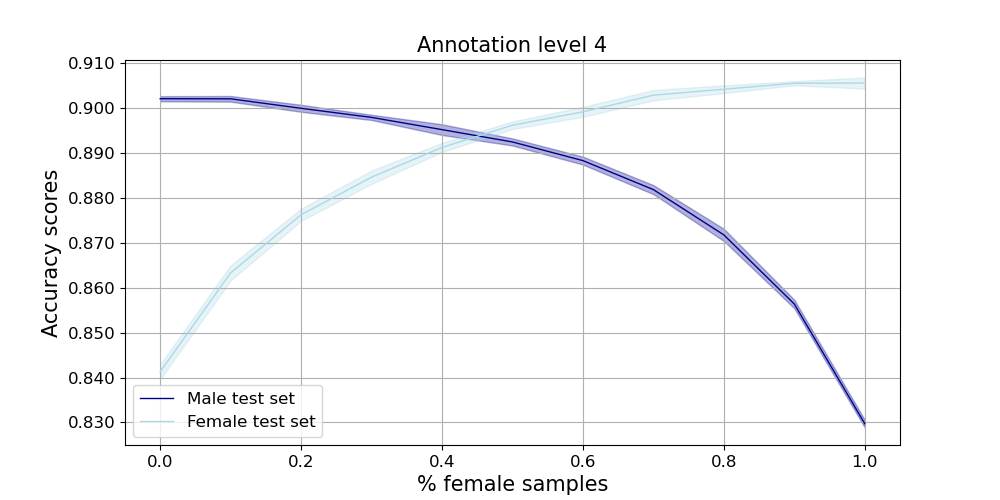 Annotation level 4
Accuracy scores
0.910
0.900
0.890
0.880
0.870
0.860
0.850
0.840
0.830
Male test set
Female test set
0.0 0.2 0.4 0.6 0.8 1.0
% female samples